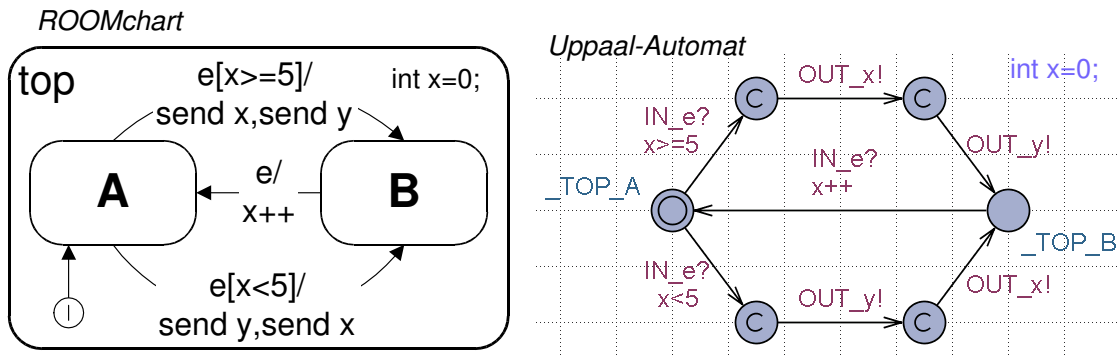 ROOMchart
top
e[x>=5]/
send x,send y
int x=0;
A
e/
x++
B
e[x<5]/
send y,send x
I
Uppaal-Automat
int x=0;
OUT_x!
C
C
IN_e?
x>=5
OUT_y!
IN_e?
x++
_TOP_A
_TOP_B
IN_e?
x<5
OUT_y!
OUT_x!
C
C